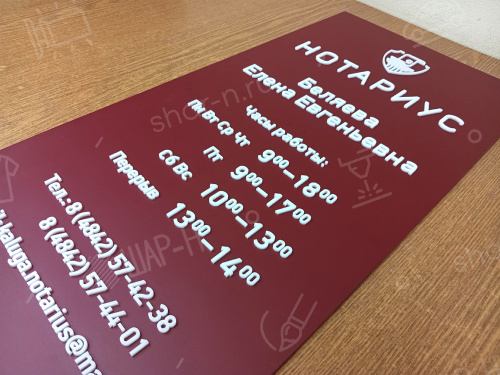 НОТАРИУС
Беляева
Елена Евгеньевна
Часы работы:
Пн Вт Ср Чт 9⁰⁰–18⁰⁰
Пт 9⁰⁰–17⁰⁰
Сб Вс 10⁰⁰–13⁰⁰
Перерыв 13⁰⁰–14⁰⁰
Тел.: 8 (4842) 57-42-38
8 (4842) 57-44-01
kaluga.notarius@ma